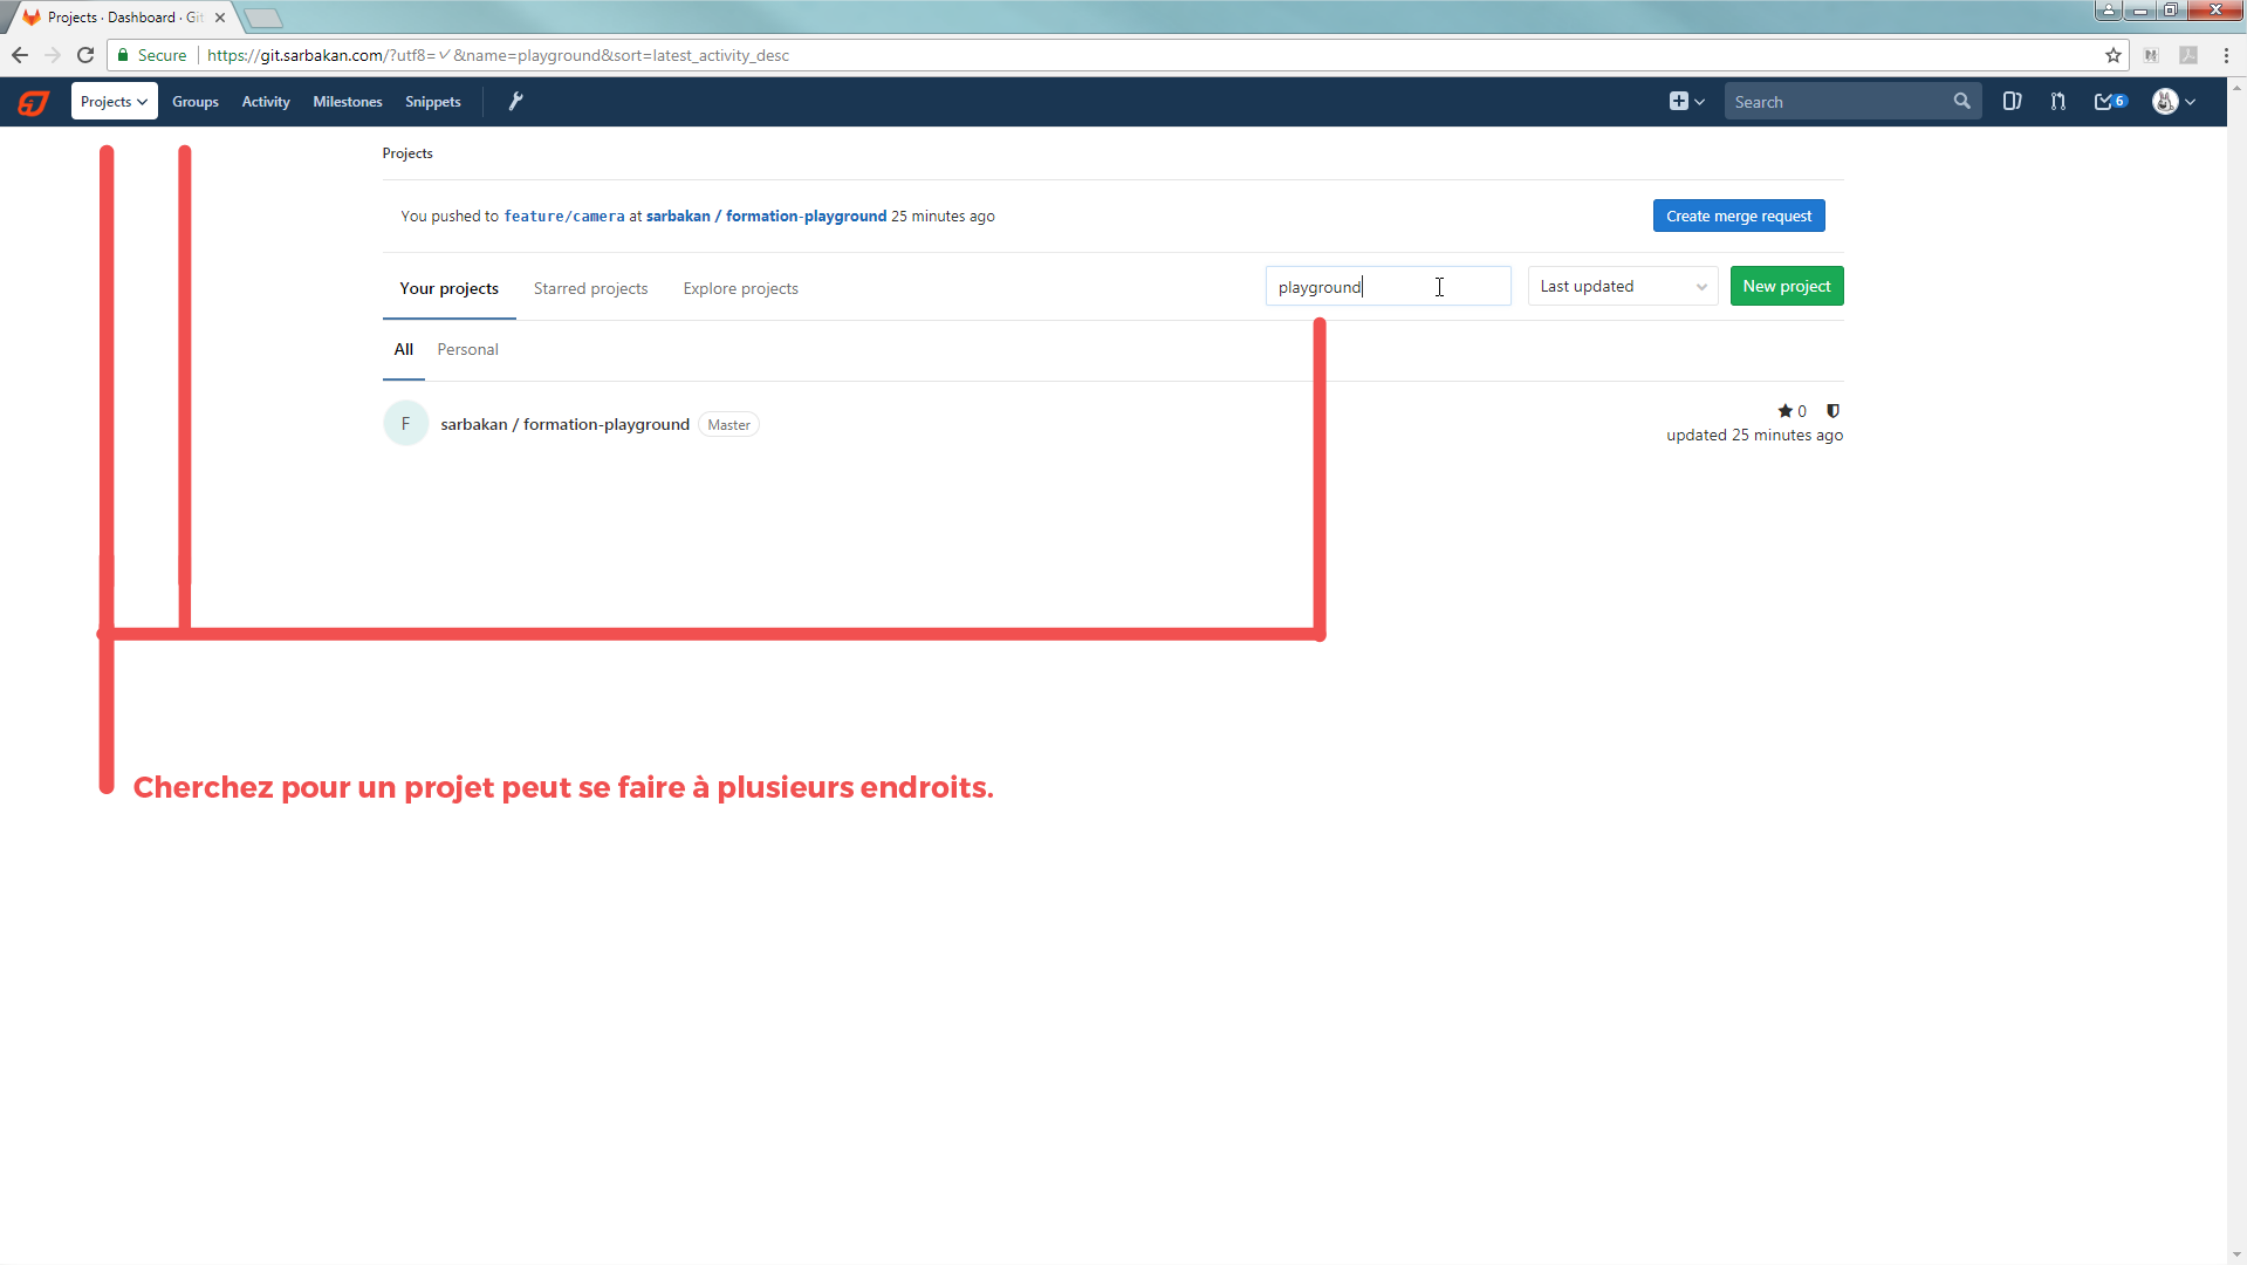 Projects · Dashboard · Git
Secure https://git.sarbakan.com/?utf8=✓&name=playground&sort=latest_activity_desc
Projects Groups Activity Milestones Snippets Search 6
Projects
You pushed to feature/camera at sarbakan / formation-playground 25 minutes ago Create merge request
Your projects Starred projects Explore projects playground Last updated New project
All Personal
F sarbakan / formation-playground Master 0
updated 25 minutes ago
Cherchez pour un projet peut se faire à plusieurs endroits.